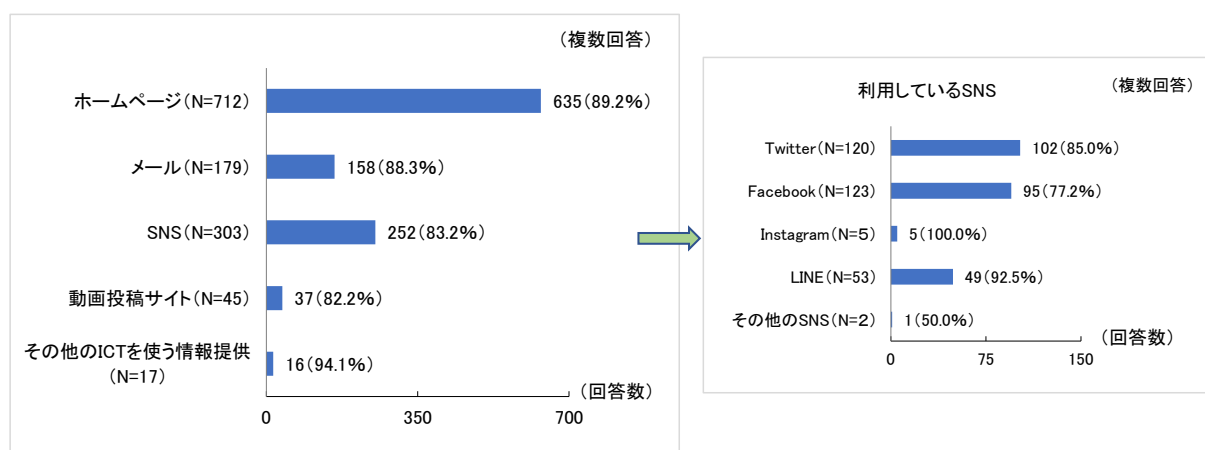 （複数回答）
ホームページ（N=712）
635（89.2%）
メール（N=179）
158（88.3%）
SNS（N=303）
252（83.2%）
動画投稿サイト（N=45）
37（82.2%）
その他のICTを使う情報提供
（N=17）
16（94.1%）
（回答数）
0
350
700
利用しているSNS
（複数回答）
Twitter（N=120）
102（85.0%）
Facebook（N=123）
95（77.2%）
Instagram（N=５）
5（100.0%）
LINE（N=53）
49（92.5%）
その他のSNS（N=２）
1（50.0%）
（回答数）
0
75
150